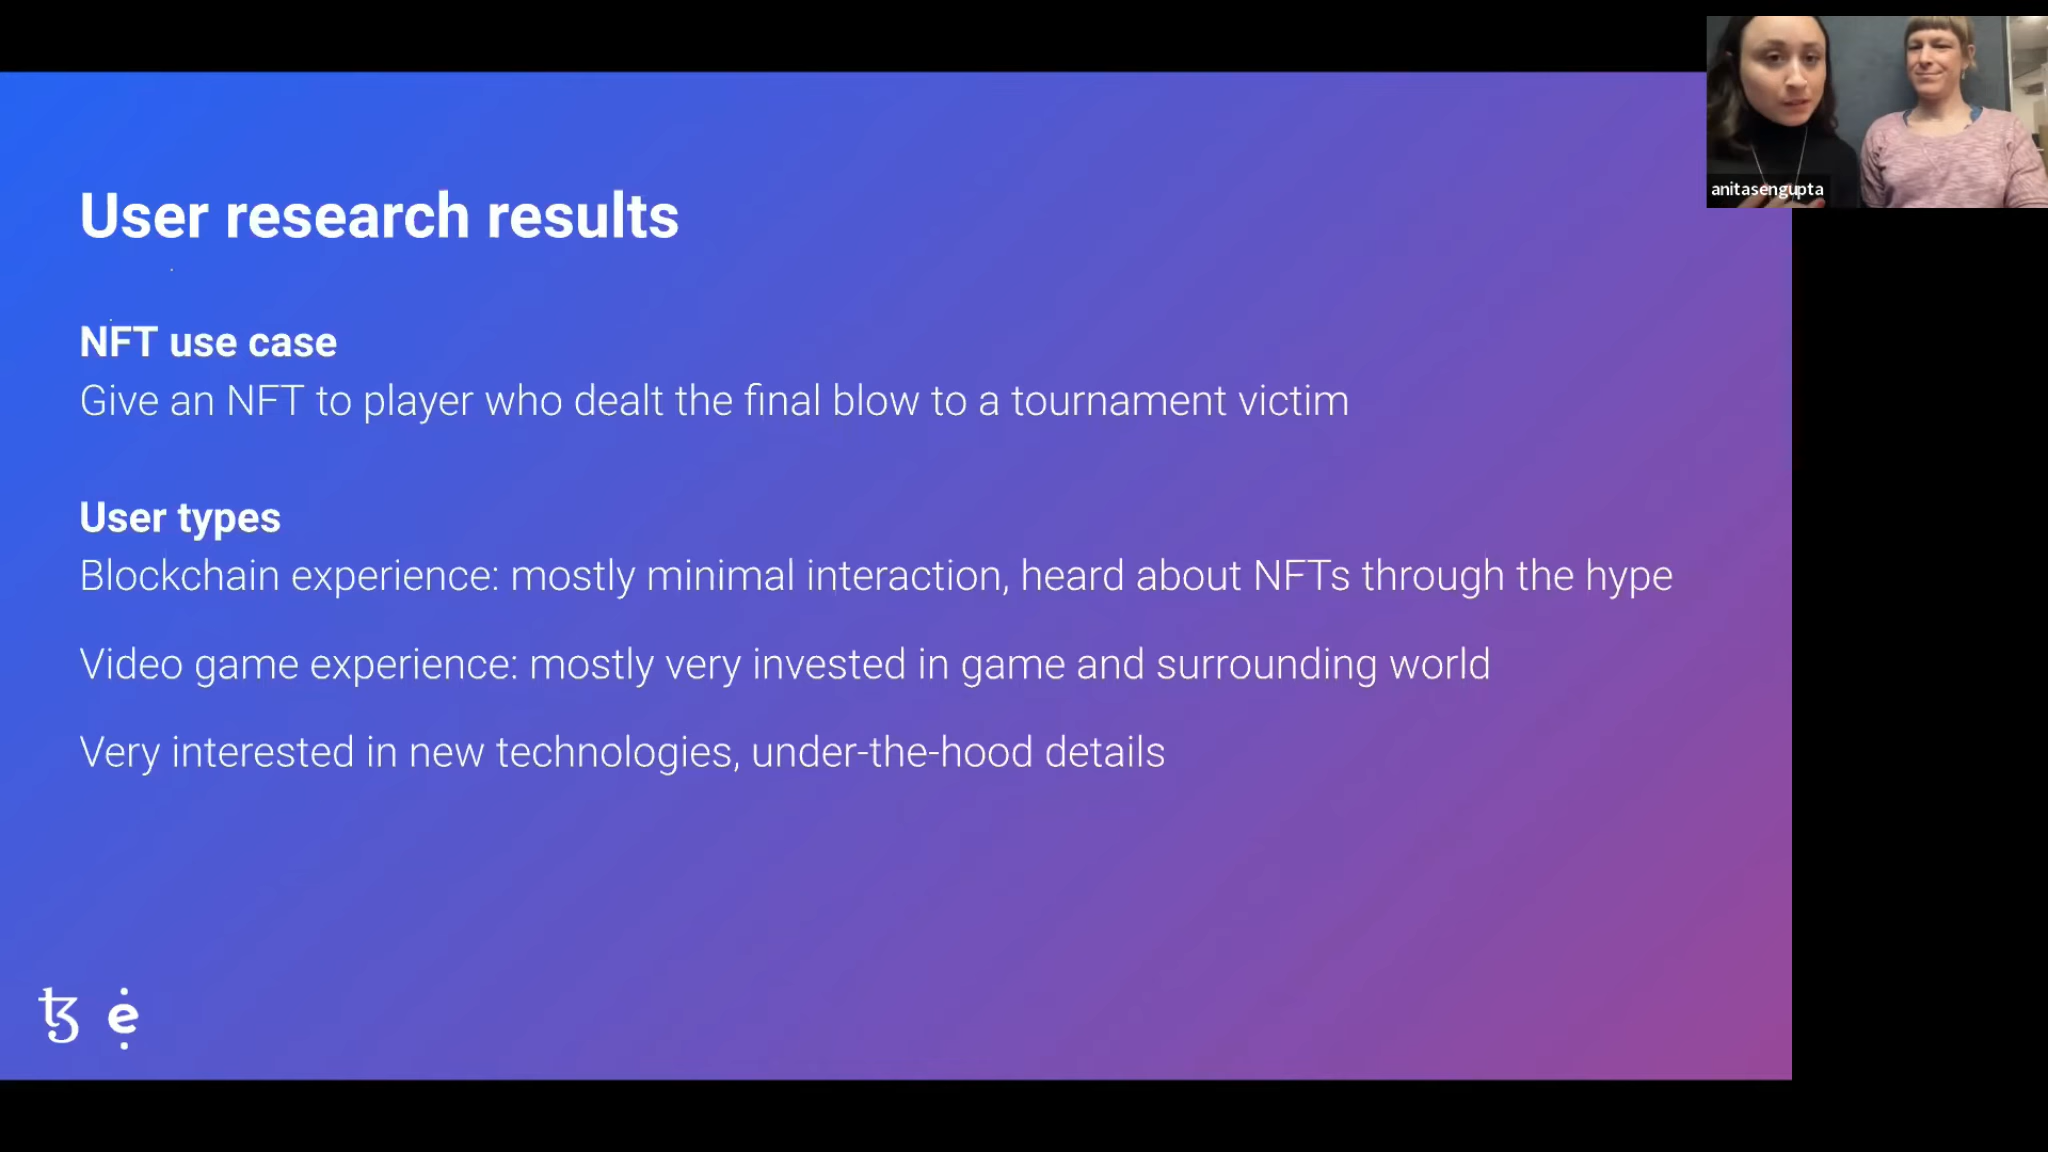 anitasengupta
User research results
NFT use case
Give an NFT to player who dealt the final blow to a tournament victim
User types
Blockchain experience: mostly minimal interaction, heard about NFTs through the hype
Video game experience: mostly very invested in game and surrounding world
Very interested in new technologies, under-the-hood details